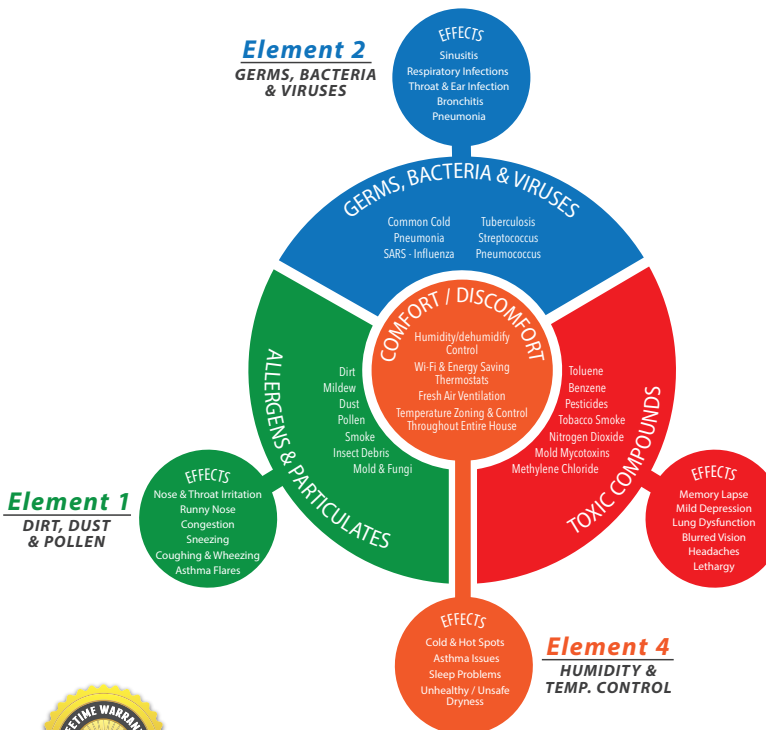 Element 2
GERMS, BACTERIA
& VIRUSES
EFFECTS
Sinusitis
Respiratory Infections
Throat & Ear Infection
Bronchitis
Pneumonia
GERMS, BACTERIA & VIRUSES
Common Cold
Pneumonia
SARS - Influenza
Tuberculosis
Streptococcus
Pneumococcus
COMFORT / DISCOMFORT
Humidity/dehumidify
Control
Wi-Fi & Energy Saving
Thermostats
Fresh Air Ventilation
Temperature Zoning & Control
Throughout Entire House
ALLERGENS & PARTICULATES
Dirt
Mildew
Dust
Pollen
Smoke
Insect Debris
Mold & Fungi
TOXIC COMPOUNDS
Toluene
Benzene
Pesticides
Tobacco Smoke
Nitrogen Dioxide
Mold Mycotoxins
Methylene Chloride
Element 1
DIRT, DUST
& POLLEN
EFFECTS
Nose & Throat Irritation
Runny Nose
Congestion
Sneezing
Coughing & Wheezing
Asthma Flares
EFFECTS
Memory Lapse
Mild Depression
Lung Dysfunction
Blurred Vision
Headaches
Lethargy
EFFECTS
Cold & Hot Spots
Asthma Issues
Sleep Problems
Unhealthy / Unsafe
Dryness
Element 4
HUMIDITY &
TEMP. CONTROL